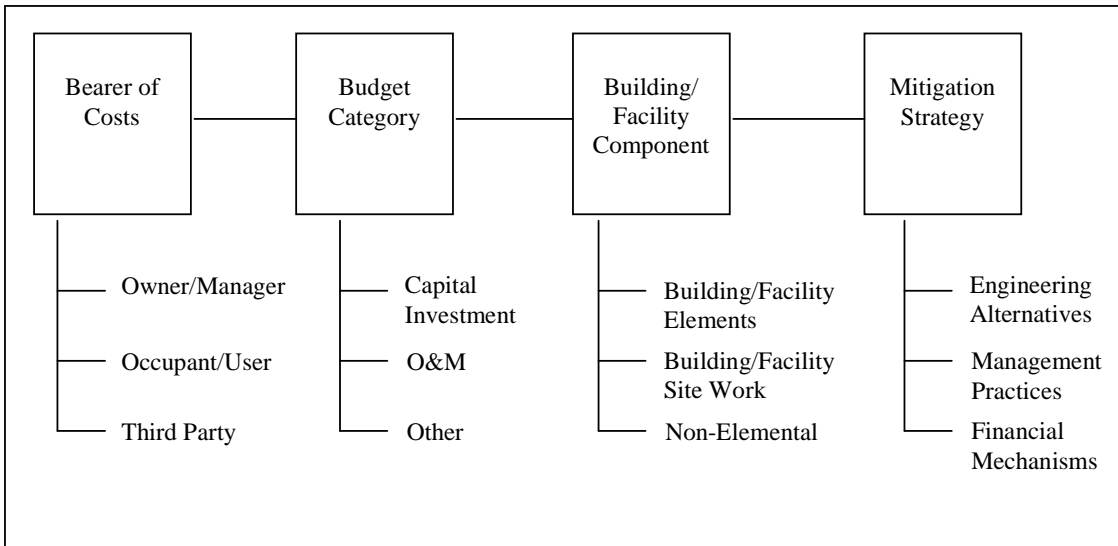 Bearer of
Costs
Budget
Category
Building/
Facility
Component
Mitigation
Strategy
Owner/Manager
Occupant/User
Third Party
Capital
Investment
O&M
Other
Building/Facility
Elements
Building/Facility
Site Work
Non-Elemental
Engineering
Alternatives
Management
Practices
Financial
Mechanisms